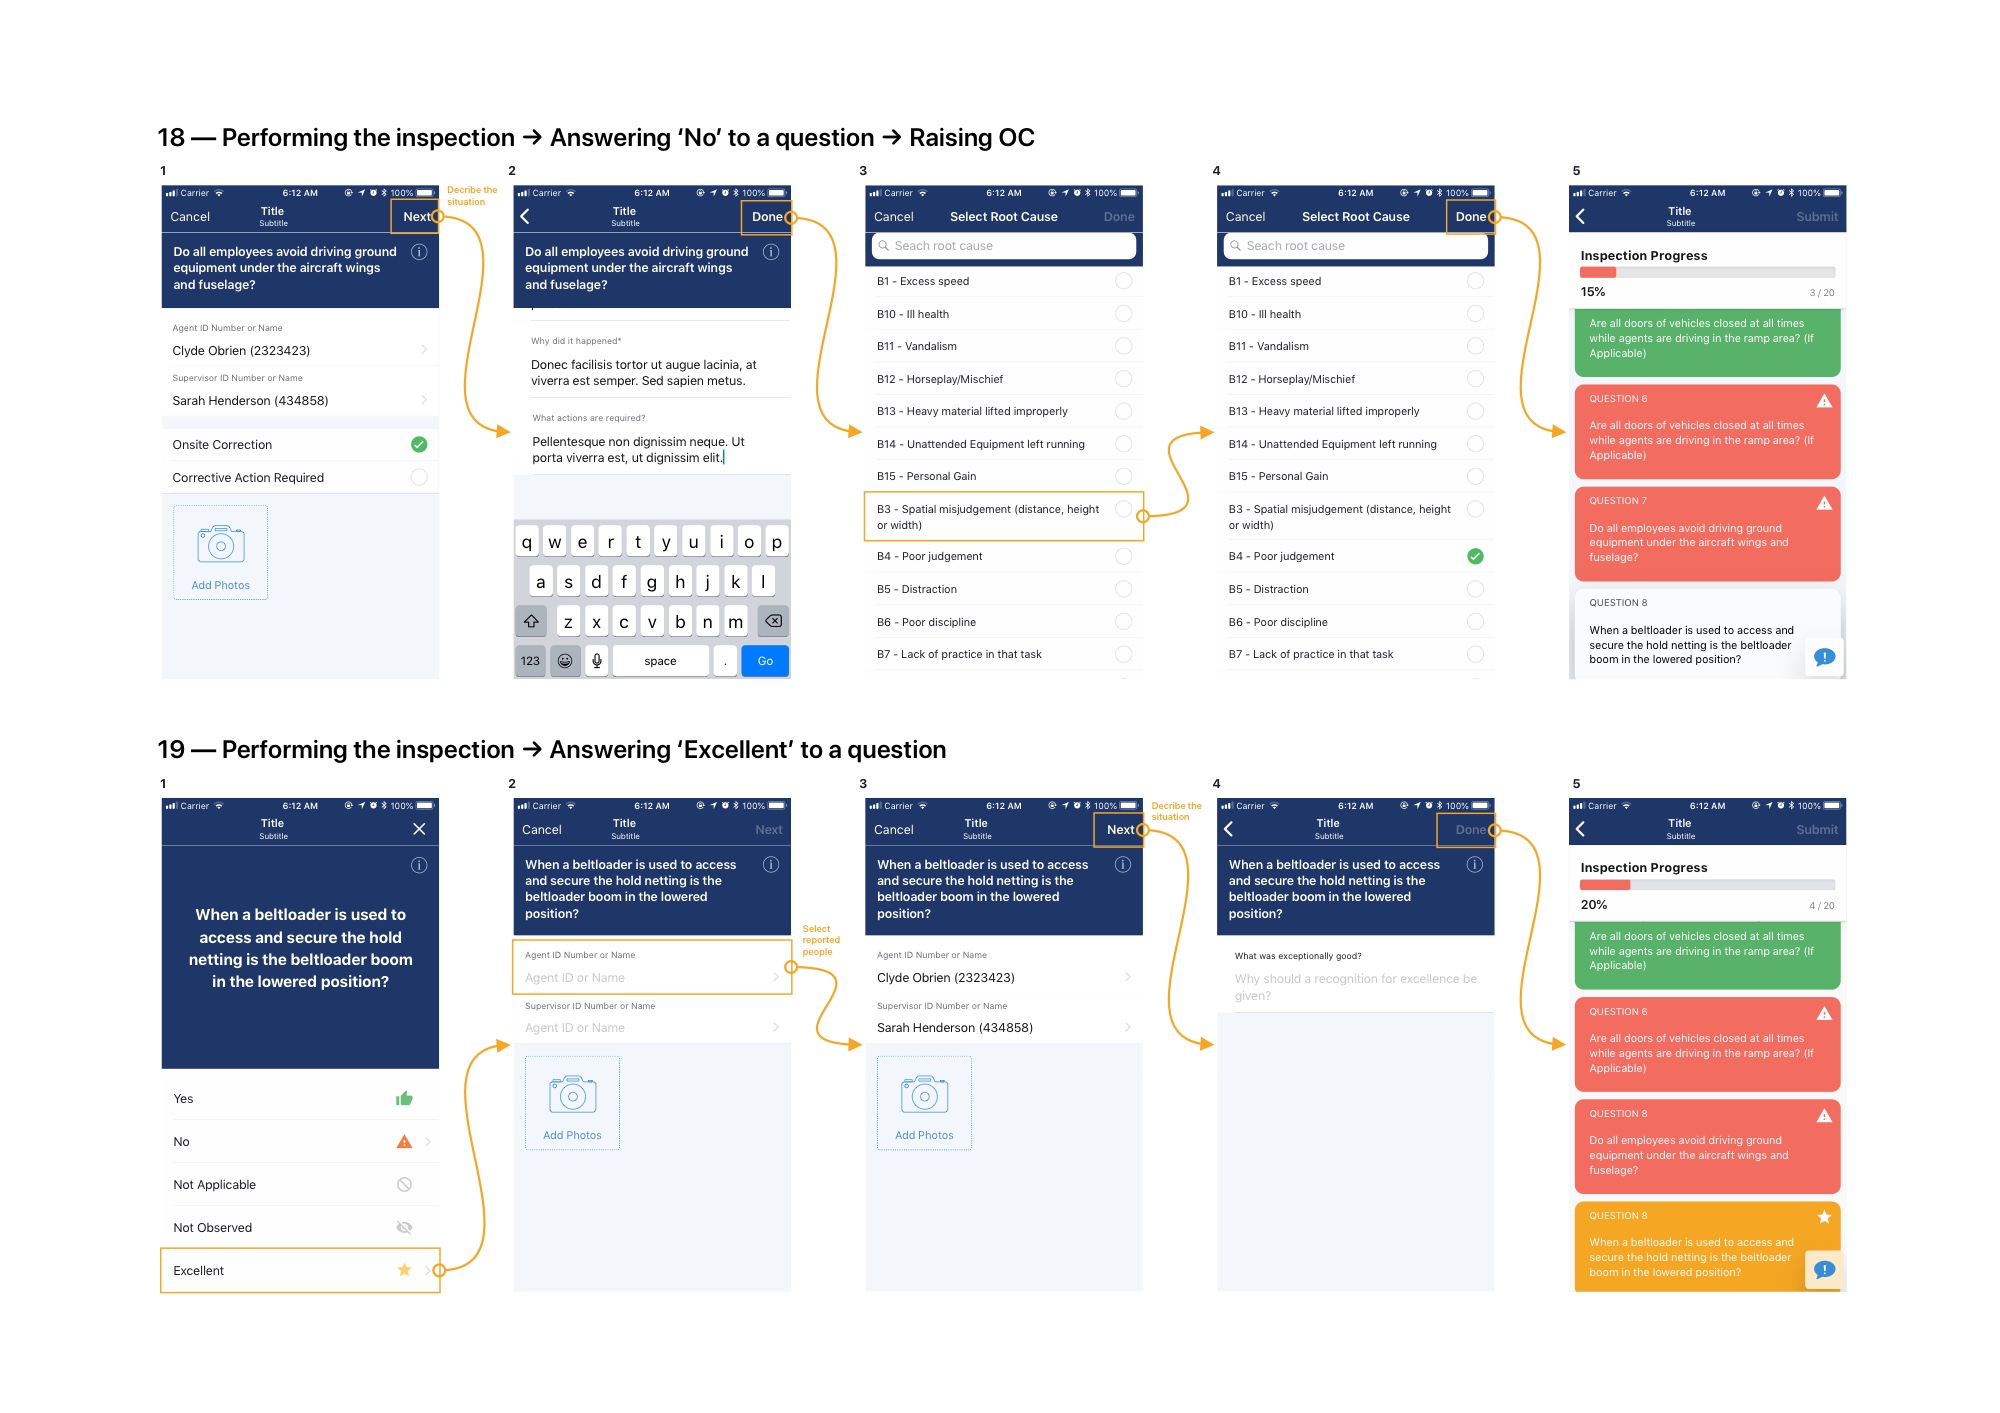 18 — Performing the inspection → Answering ‘No’ to a question → Raising OC
1
Carrier
6:12 AM
100%
Cancel
Title
Subtitle
Next
Decribe the
situation
Do all employees avoid driving ground
equipment under the aircraft wings
and fuselage?
Agent ID Number or Name
Clyde Obrien (2323423)
Supervisor ID Number or Name
Sarah Henderson (434858)
Onsite Correction
Corrective Action Required
Add Photos
2
Carrier
6:12 AM
100%
Title
Subtitle
Done
Do all employees avoid driving ground
equipment under the aircraft wings
and fuselage?
Why did it happened*
Donec facilisis tortor ut augue lacinia, at
viverra est semper. Sed sapien metus.
What actions are required?
Pellentesque non dignissim neque. Ut
porta viverra est, ut dignissim elit.
q w e r t y u i o p
a s d f g h j k l
z x c v b n m
123 space . Go
3
Carrier
6:12 AM
100%
Cancel
Select Root Cause
Done
Seach root cause
B1 - Excess speed
B10 - Ill health
B11 - Vandalism
B12 - Horseplay/Mischief
B13 - Heavy material lifted improperly
B14 - Unattended Equipment left running
B15 - Personal Gain
B3 - Spatial misjudgement (distance, height
or width)
B4 - Poor judgement
B5 - Distraction
B6 - Poor discipline
B7 - Lack of practice in that task
4
Carrier
6:12 AM
100%
Cancel
Select Root Cause
Done
Seach root cause
B1 - Excess speed
B10 - Ill health
B11 - Vandalism
B12 - Horseplay/Mischief
B13 - Heavy material lifted improperly
B14 - Unattended Equipment left running
B15 - Personal Gain
B3 - Spatial misjudgement (distance, height
or width)
B4 - Poor judgement
B5 - Distraction
B6 - Poor discipline
B7 - Lack of practice in that task
5
Carrier
6:12 AM
100%
Title
Subtitle
Submit
Inspection Progress
15%
3 / 20
Are all doors of vehicles closed at all times
while agents are driving in the ramp area? (If
Applicable)
QUESTION 6
Are all doors of vehicles closed at all times
while agents are driving in the ramp area? (If
Applicable)
QUESTION 7
Do all employees avoid driving ground
equipment under the aircraft wings and
fuselage?
QUESTION 8
When a beltloader is used to access and
secure the hold netting is the beltloader
boom in the lowered position?
19 — Performing the inspection → Answering ‘Excellent’ to a question
1
Carrier
6:12 AM
100%
Title
Subtitle
When a beltloader is used to
access and secure the hold
netting is the beltloader boom
in the lowered position?
Yes
No
Not Applicable
Not Observed
Excellent
2
Carrier
6:12 AM
100%
Cancel
Title
Subtitle
Next
When a beltloader is used to access
and secure the hold netting is the
beltloader boom in the lowered
position?
Select
reported
people
Agent ID Number or Name
Agent ID or Name
Supervisor ID Number or Name
Agent ID or Name
Add Photos
3
Carrier
6:12 AM
100%
Cancel
Title
Subtitle
Next
Decribe the
situation
When a beltloader is used to access
and secure the hold netting is the
beltloader boom in the lowered
position?
Agent ID Number or Name
Clyde Obrien (2323423)
Supervisor ID Number or Name
Sarah Henderson (434858)
Add Photos
4
Carrier
6:12 AM
100%
Title
Subtitle
Done
When a beltloader is used to access
and secure the hold netting is the
beltloader boom in the lowered
position?
What was exceptionally good?
Why should a recognition for excellence be
given?
5
Carrier
6:12 AM
100%
Title
Subtitle
Submit
Inspection Progress
20%
4 / 20
Are all doors of vehicles closed at all times
while agents are driving in the ramp area? (If
Applicable)
QUESTION 6
Are all doors of vehicles closed at all times
while agents are driving in the ramp area? (If
Applicable)
QUESTION 8
Do all employees avoid driving ground
equipment under the aircraft wings and
fuselage?
QUESTION 8
When a beltloader is used to access and
secure the hold netting is the beltloader
boom in the lowered position?